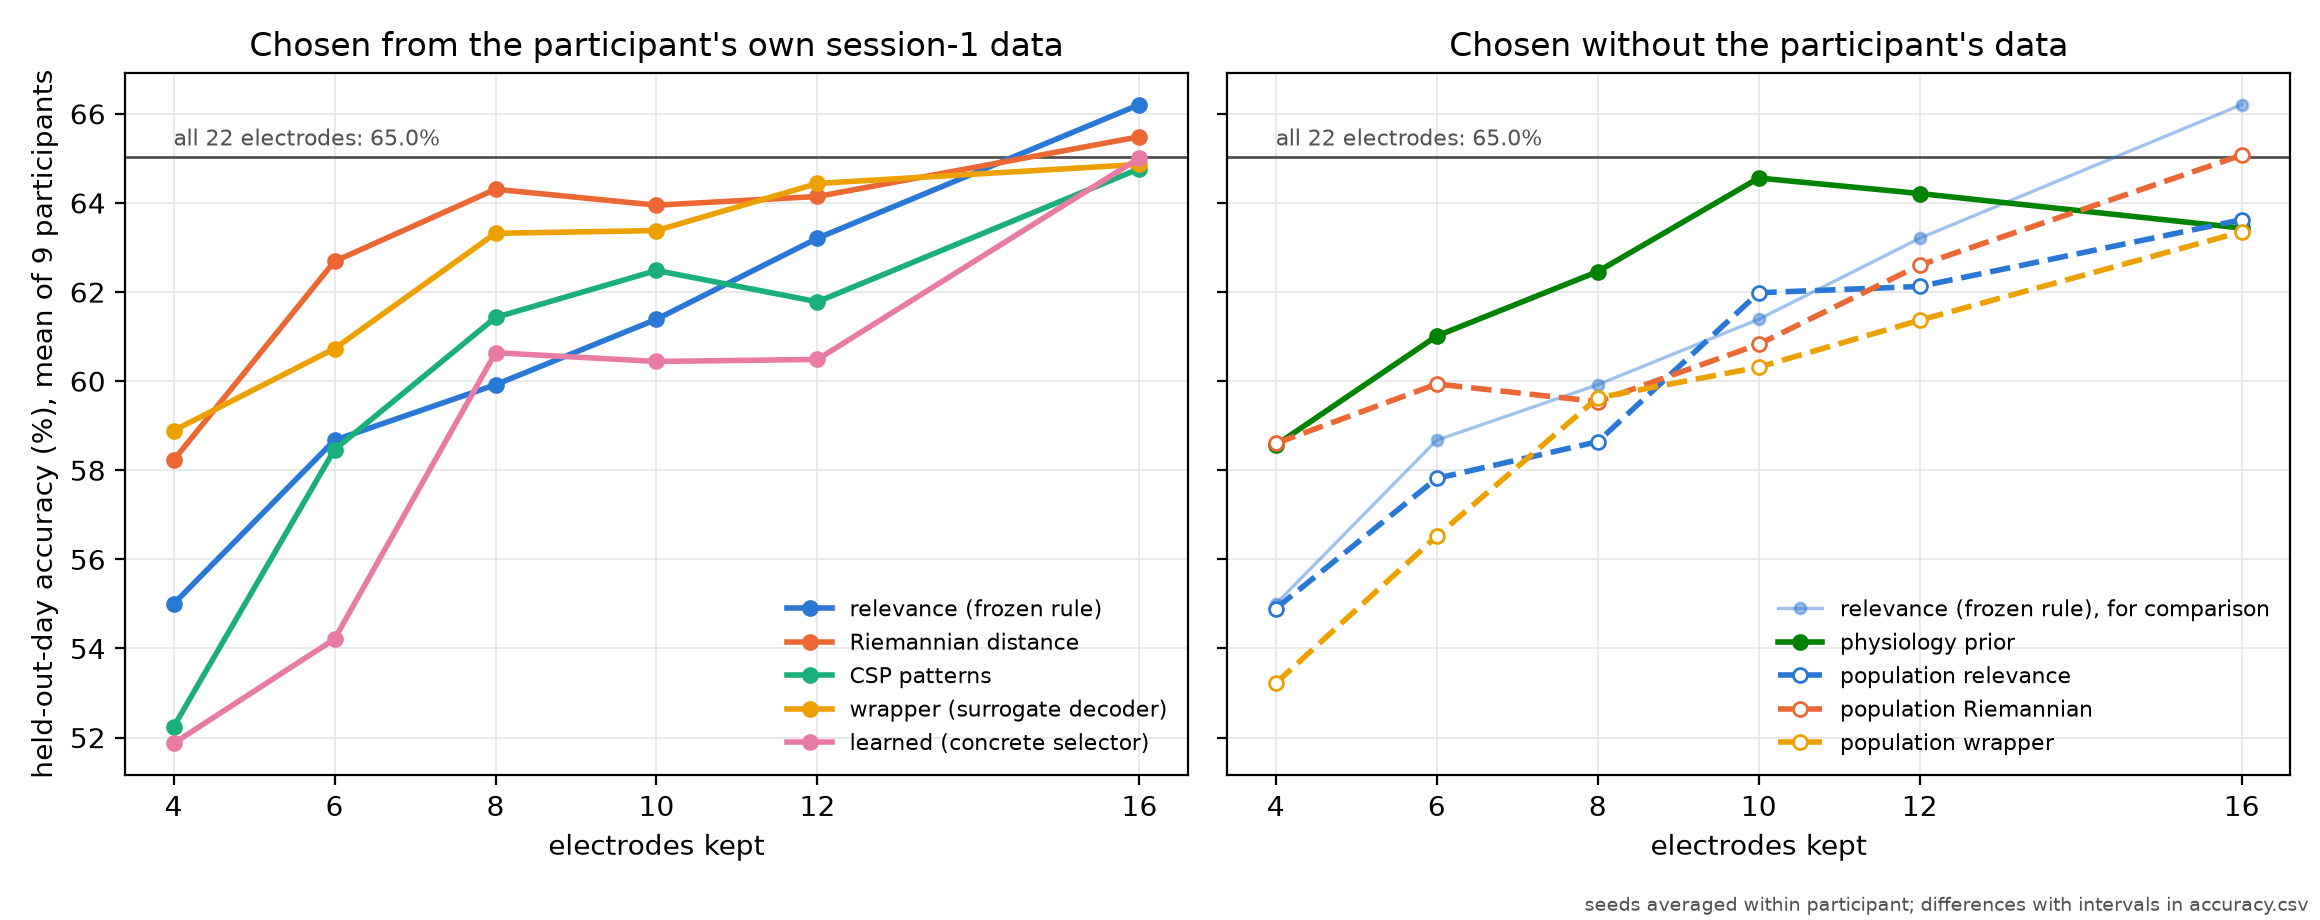 Chosen from the participant's own session-1 data
held-out-day accuracy (%), mean of 9 participants
66
64
62
60
58
56
54
52
all 22 electrodes: 65.0%
relevance (frozen rule)
Riemannian distance
CSP patterns
wrapper (surrogate decoder)
learned (concrete selector)
4 6 8 10 12 16
electrodes kept
Chosen without the participant's data
all 22 electrodes: 65.0%
relevance (frozen rule), for comparison
physiology prior
population relevance
population Riemannian
population wrapper
4 6 8 10 12 16
electrodes kept
seeds averaged within participant; differences with intervals in accuracy.csv